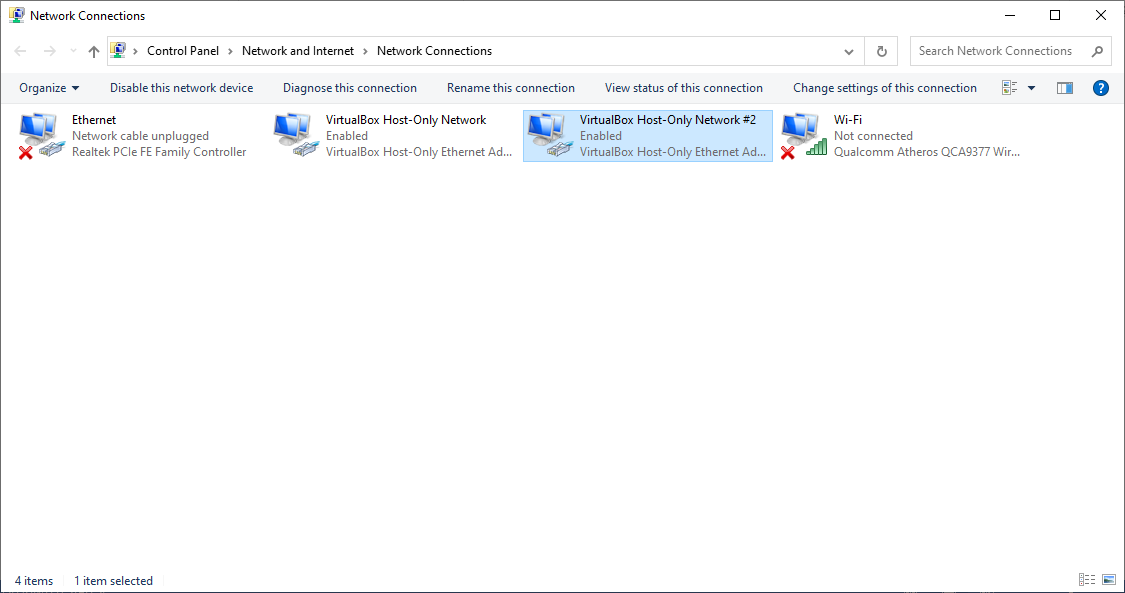 Network Connections
Control Panel > Network and Internet > Network Connections
Search Network Connections
Organize Disable this network device Diagnose this connection Rename this connection View status of this connection Change settings of this connection
Ethernet
Network cable unplugged
Realtek PCIe FE Family Controller
VirtualBox Host-Only Network
Enabled
VirtualBox Host-Only Ethernet Ad...
VirtualBox Host-Only Network #2
Enabled
VirtualBox Host-Only Ethernet Ad...
Wi-Fi
Not connected
Qualcomm Atheros QCA9377 Wir...
4 items 1 item selected